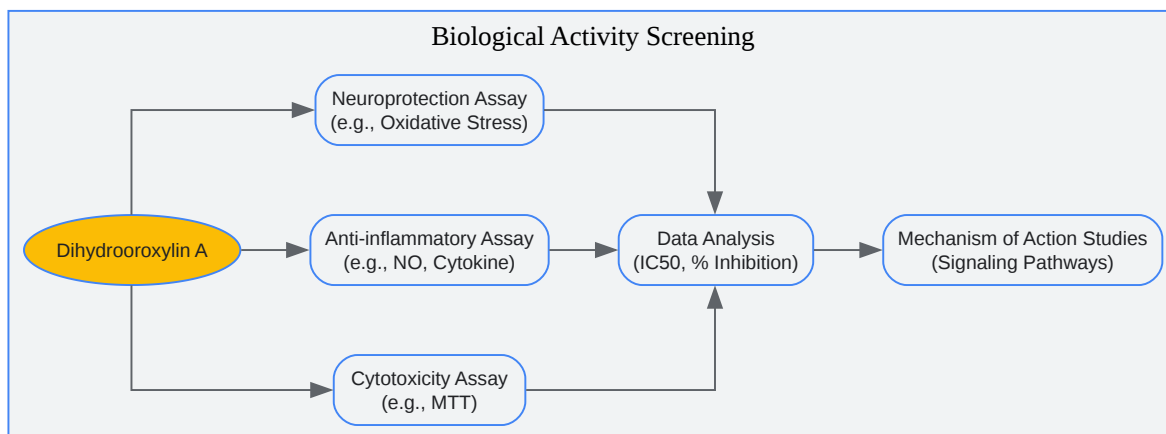 Biological Activity Screening
Neuroprotection Assay
(e.g., Oxidative Stress)
Dihydrooroxylin A
Anti-inflammatory Assay
(e.g., NO, Cytokine)
Data Analysis
(IC50, % Inhibition)
Mechanism of Action Studies
(Signaling Pathways)
Cytotoxicity Assay
(e.g., MTT)